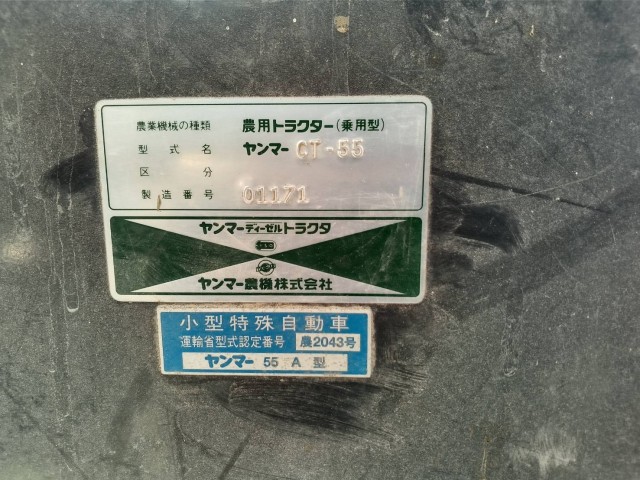 農業機械の種類 農用トラクター(乗用型)
型式名 ヤンマー CT-55
区分
製造番号 01171
ヤンマーディーゼルトラクタ
ヤンマー農機株式会社
小型特殊自動車
運輸省型式認定番号 農2043号
ヤンマー 55 A 型